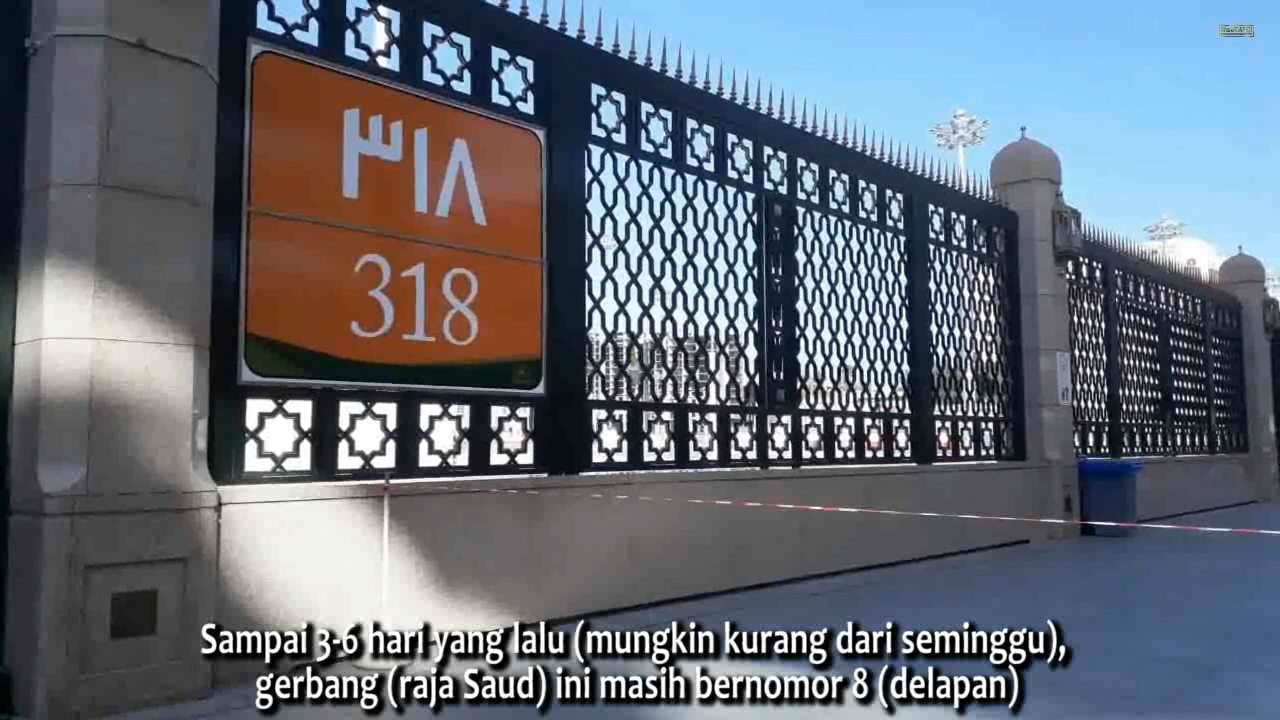 ٣١٨
318
Sampai 3-6 hari yang lalu (mungkin kurang dari seminggu),
gerbang (raja Saud) ini masih bernomor 8 (delapan)